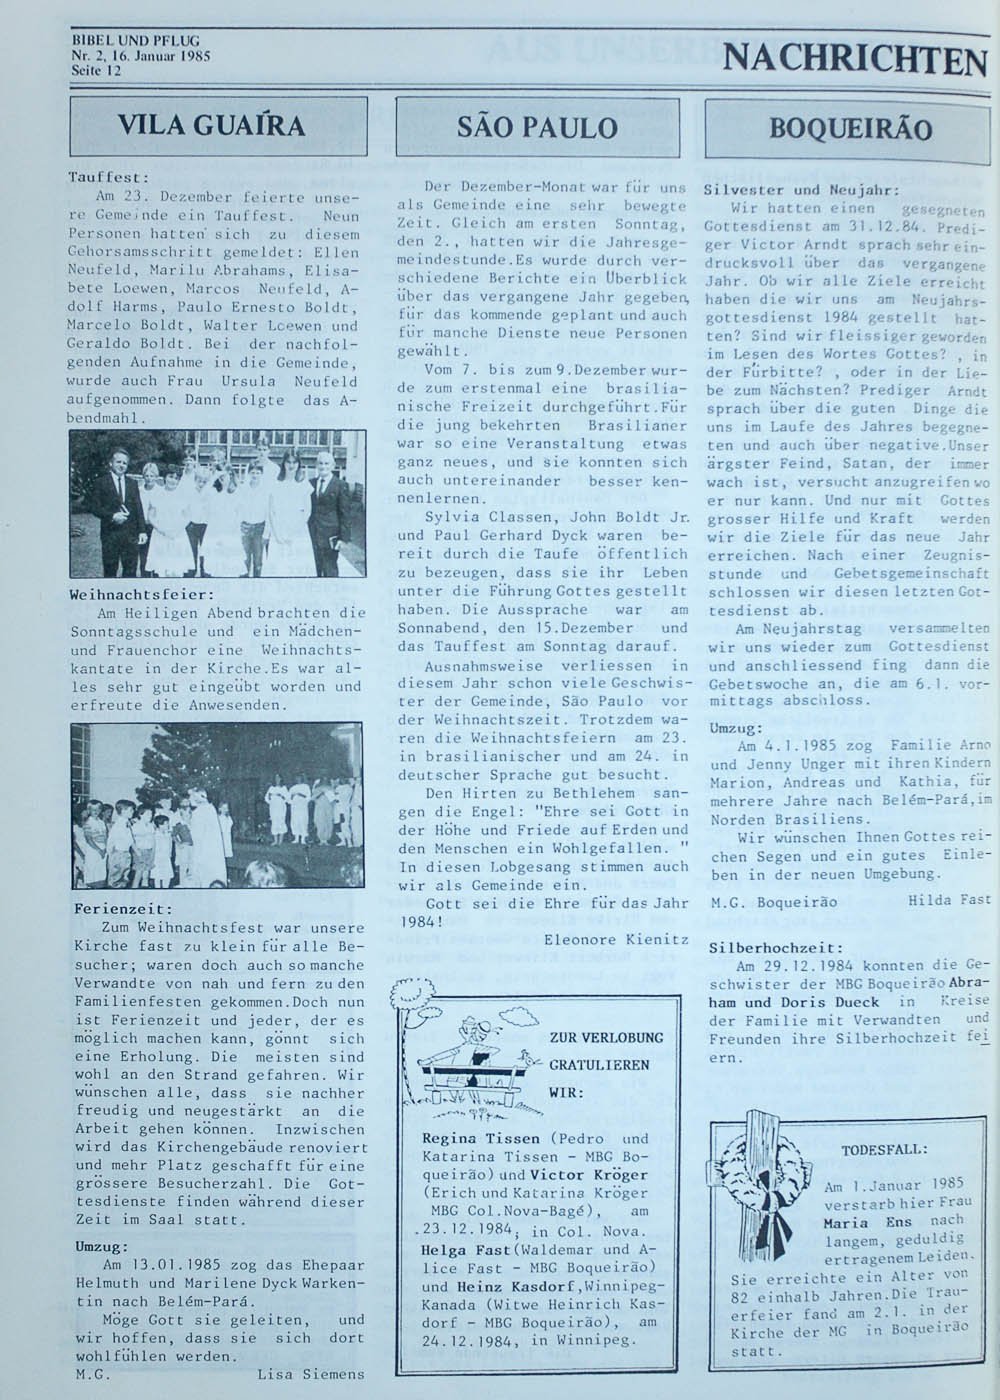 BIBEL UND PFLUG
Nr. 2, 16. Januar 1985
Seite 12
NACHRICHTEN
VILA GUAÍRA
Tauffest:
Am 23. Dezember feierte unse-
re Gemeinde ein Tauffest. Neun
Personen hatten sich zu diesem
Gehorsamsschritt gemeldet: Ellen
Neufeld, Marilu Abrahams, Elisa-
bete Loewen, Marcos Neufeld, A-
dolf Harms, Paulo Ernesto Boldt,
Marcelo Boldt, Walter Loewen und
Geraldo Boldt. Bei der nachfol-
genden Aufnahme in die Gemeinde,
wurde auch Frau Ursula Neufeld
aufgenommen. Dann folgte das A-
bendmahl.
Weihnachtsfeier:
Am Heiligen Abend brachten die
Sonntagsschule und ein Mädchen-
und Frauenchor eine Weihnachts-
kantate in der Kirche.Es war al-
les sehr gut eingeübt worden und
erfreute die Anwesenden.
Ferienzeit:
Zum Weihnachtsfest war unsere
Kirche fast zu klein für alle Be-
sucher; waren doch auch so manche
Verwandte von nah und fern zu den
Familienfesten gekommen.Doch nun
ist Ferienzeit und jeder, der es
möglich machen kann, gönnt sich
eine Erholung. Die meisten sind
wohl an den Strand gefahren. Wir
wünschen alle, dass sie nachher
freudig und neugestärkt an die
Arbeit gehen können. Inzwischen
wird das Kirchengebäude renoviert
und mehr Platz geschafft für eine
grössere Besucherzahl. Die Got-
tesdienste finden während dieser
Zeit im Saal statt.
Umzug:
Am 13.01.1985 zog das Ehepaar
Helmuth und Marilene Dyck Warken-
tin nach Belém-Pará.
Möge Gott sie geleiten, und
wir hoffen, dass sie sich dort
wohlfühlen werden.
M.G. Lisa Siemens
SÃO PAULO
Der Dezember-Monat war für uns
als Gemeinde eine sehr bewegte
Zeit. Gleich am ersten Sonntag,
den 2., hatten wir die Jahresge-
meindestunde.Es wurde durch ver-
schiedene Berichte ein Überblick
über das vergangene Jahr gegeben,
für das kommende geplant und auch
für manche Dienste neue Personen
gewählt.
Vom 7. bis zum 9.Dezember wur-
de zum erstenmal eine brasilia-
nische Freizeit durchgeführt.Für
die jung bekehrten Brasilianer
war so eine Veranstaltung etwas
ganz neues, und sie konnten sich
auch untereinander besser ken-
nenlernen.
Sylvia Classen, John Boldt Jr.
und Paul Gerhard Dyck waren be-
reit durch die Taufe öffentlich
zu bezeugen, dass sie ihr Leben
unter die Führung Gottes gestellt
haben. Die Aussprache war am
Sonnabend, den 15.Dezember und
das Tauffest am Sonntag darauf.
Ausnahmsweise verliessen in
diesem Jahr schon viele Geschwis-
ter der Gemeinde, São Paulo vor
der Weihnachtszeit. Trotzdem wa-
ren die Weihnachtsfeiern am 23.
in brasilianischer und am 24. in
deutscher Sprache gut besucht.
Den Hirten zu Bethlehem san-
gen die Engel: "Ehre sei Gott in
der Höhe und Friede auf Erden und
den Menschen ein Wohlgefallen. "
In diesen Lobgesang stimmen auch
wir als Gemeinde ein.
Gott sei die Ehre für das Jahr
1984!
Eleonore Kienitz
ZUR VERLOBUNG
GRATULIEREN
WIR:
Regina Tissen (Pedro und
Katarina Tissen - MBG Bo-
queirão) und Victor Kröger
(Erich und Katarina Kröger
MBG Col.Nova-Bagé), am
23.12.1984, in Col. Nova.
Helga Fast (Waldemar und A-
lice Fast - MBG Boqueirão)
und Heinz Kasdorf,Winnipeg-
Kanada (Witwe Heinrich Kas-
dorf - MBG Boqueirão), am
24.12.1984, in Winnipeg.
BOQUEIRÃO
Silvester und Neujahr:
Wir hatten einen gesegneten
Gottesdienst am 31.12.84. Predi-
ger Victor Arndt sprach sehr ein-
drucksvoll über das vergangene
Jahr. Ob wir alle Ziele erreicht
haben die wir uns am Neujahrs-
gottesdienst 1984 gestellt hat-
ten? Sind wir fleissiger geworden
im Lesen des Wortes Gottes? , in
der Fürbitte? , oder in der Lie-
be zum Nächsten? Prediger Arndt
sprach über die guten Dinge die
uns im Laufe des Jahres begegne-
ten und auch über negative.Unser
ärgster Feind, Satan, der immer
wach ist, versucht anzugreifen wo
er nur kann. Und nur mit Gottes
grosser Hilfe und Kraft werden
wir die Ziele für das neue Jahr
erreichen. Nach einer Zeugnis-
stunde und Gebetsgemeinschaft
schlossen wir diesen letzten Got-
tesdienst ab.
Am Neujahrstag versammelten
wir uns wieder zum Gottesdienst
und anschliessend fing dann die
Gebetswoche an, die am 6.1. vor-
mittags abschloss.
Umzug:
Am 4.1.1985 zog Familie Arno
und Jenny Unger mit ihren Kindern
Marion, Andreas und Kathia, für
mehrere Jahre nach Belém-Pará,im
Norden Brasiliens.
Wir wünschen Ihnen Gottes rei-
chen Segen und ein gutes Einle-
ben in der neuen Umgebung.
M.G. Boqueirão Hilda Fast
Silberhochzeit:
Am 29.12.1984 konnten die Ge-
schwister der MBG Boqueirão Abra-
ham und Doris Dueck in Kreise
der Familie mit Verwandten und
Freunden ihre Silberhochzeit fei
ern.
TODESFALL:
Am 1.Januar 1985
verstarb hier Frau
Maria Ens nach
langem, geduldig
ertragenem Leiden.
Sie erreichte ein Alter von
82 einhalb Jahren.Die Trau-
erfeier fand am 2.1. in der
Kirche der MG in Boqueirão
statt.